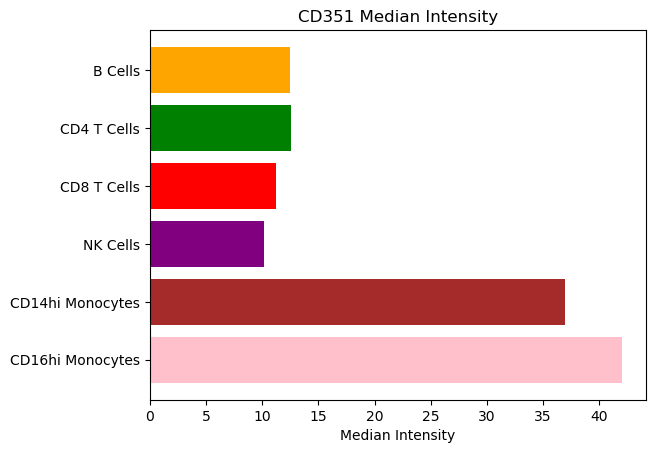 CD351 Median Intensity
B Cells
CD4 T Cells
CD8 T Cells
NK Cells
CD14hi Monocytes
CD16hi Monocytes
0 5 10 15 20 25 30 35 40
Median Intensity